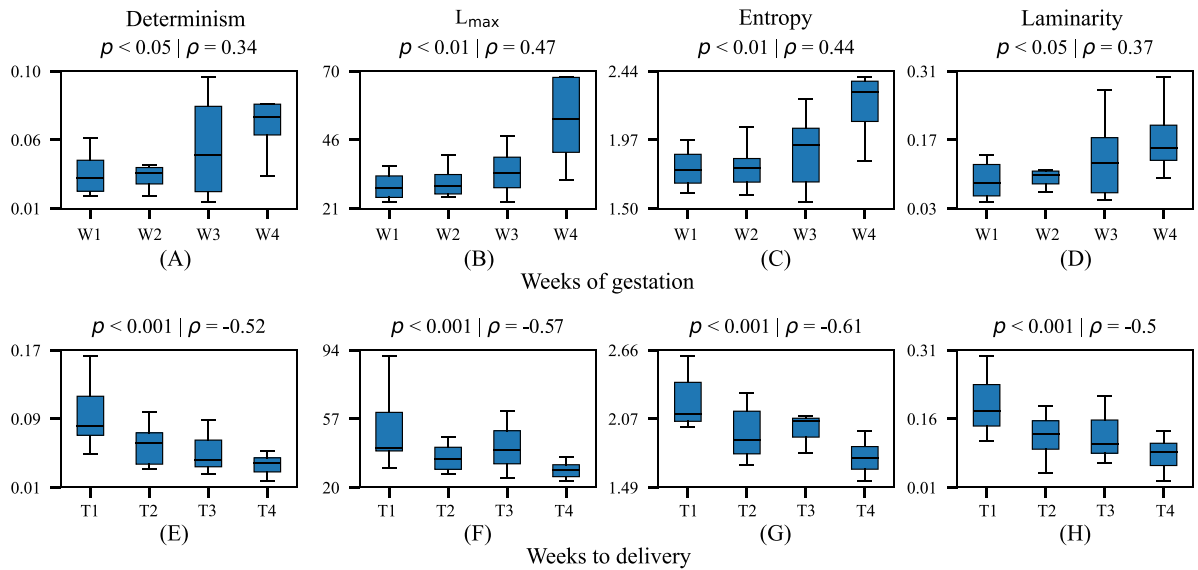 Determinism
p < 0.05 | ρ = 0.34
0.10
0.06
0.01
W1 W2 W3 W4
(A)
Lmax
p < 0.01 | ρ = 0.47
70
46
21
W1 W2 W3 W4
(B)
Entropy
p < 0.01 | ρ = 0.44
2.44
1.97
1.50
W1 W2 W3 W4
(C)
Laminarity
p < 0.05 | ρ = 0.37
0.31
0.17
0.03
W1 W2 W3 W4
(D)
Weeks of gestation
p < 0.001 | ρ = -0.52
0.17
0.09
0.01
T1 T2 T3 T4
(E)
p < 0.001 | ρ = -0.57
94
57
20
T1 T2 T3 T4
(F)
p < 0.001 | ρ = -0.61
2.66
2.07
1.49
T1 T2 T3 T4
(G)
p < 0.001 | ρ = -0.5
0.31
0.16
0.01
T1 T2 T3 T4
(H)
Weeks to delivery